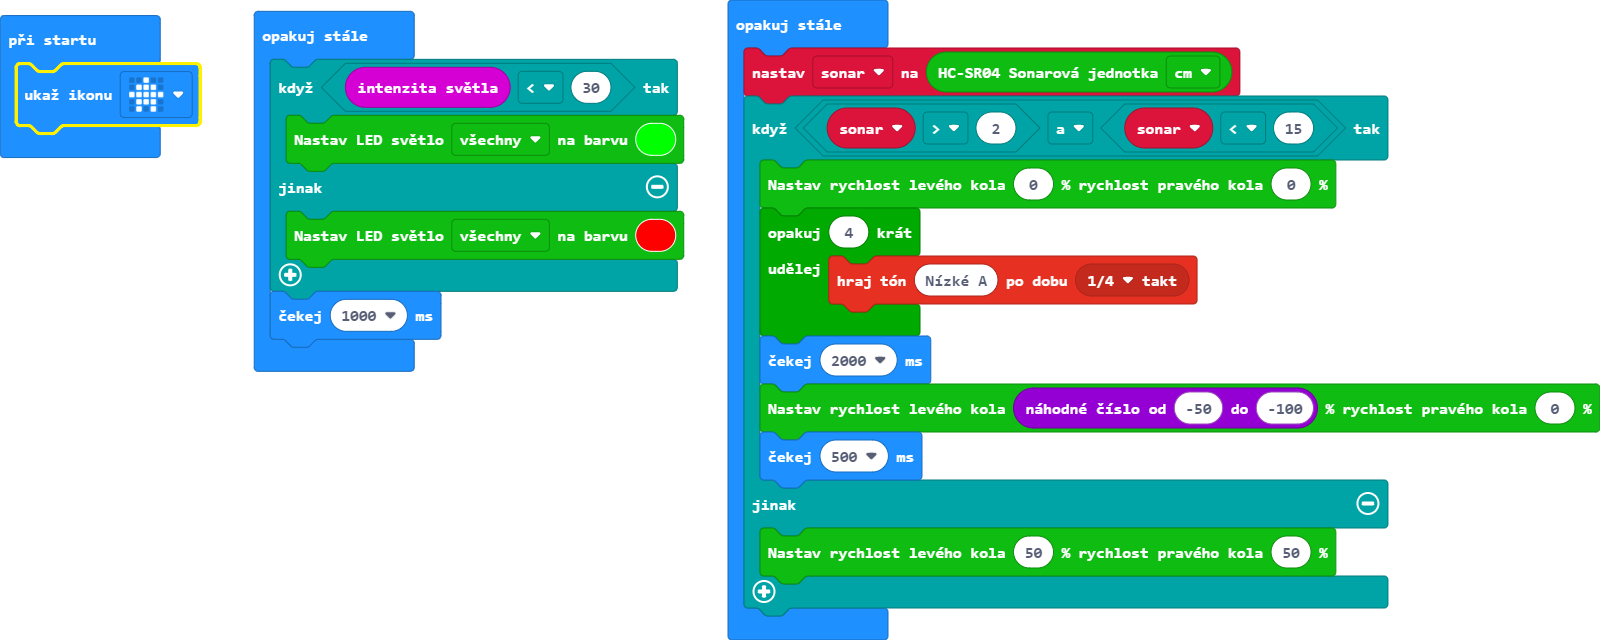 při startu
ukaž ikonu
opakuj stále
když intenzita světla < 30 tak
Nastav LED světlo všechny na barvu
jinak
Nastav LED světlo všechny na barvu
čekej 1000 ms
opakuj stále
nastav sonar na HC-SR04 Sonarová jednotka cm
když sonar > 2 a sonar < 15 tak
Nastav rychlost levého kola 0 % rychlost pravého kola 0 %
opakuj 4 krát
udělej
hraj tón Nízké A po dobu 1/4 takt
čekej 2000 ms
Nastav rychlost levého kola náhodné číslo od -50 do -100 % rychlost pravého kola 0 %
čekej 500 ms
jinak
Nastav rychlost levého kola 50 % rychlost pravého kola 50 %